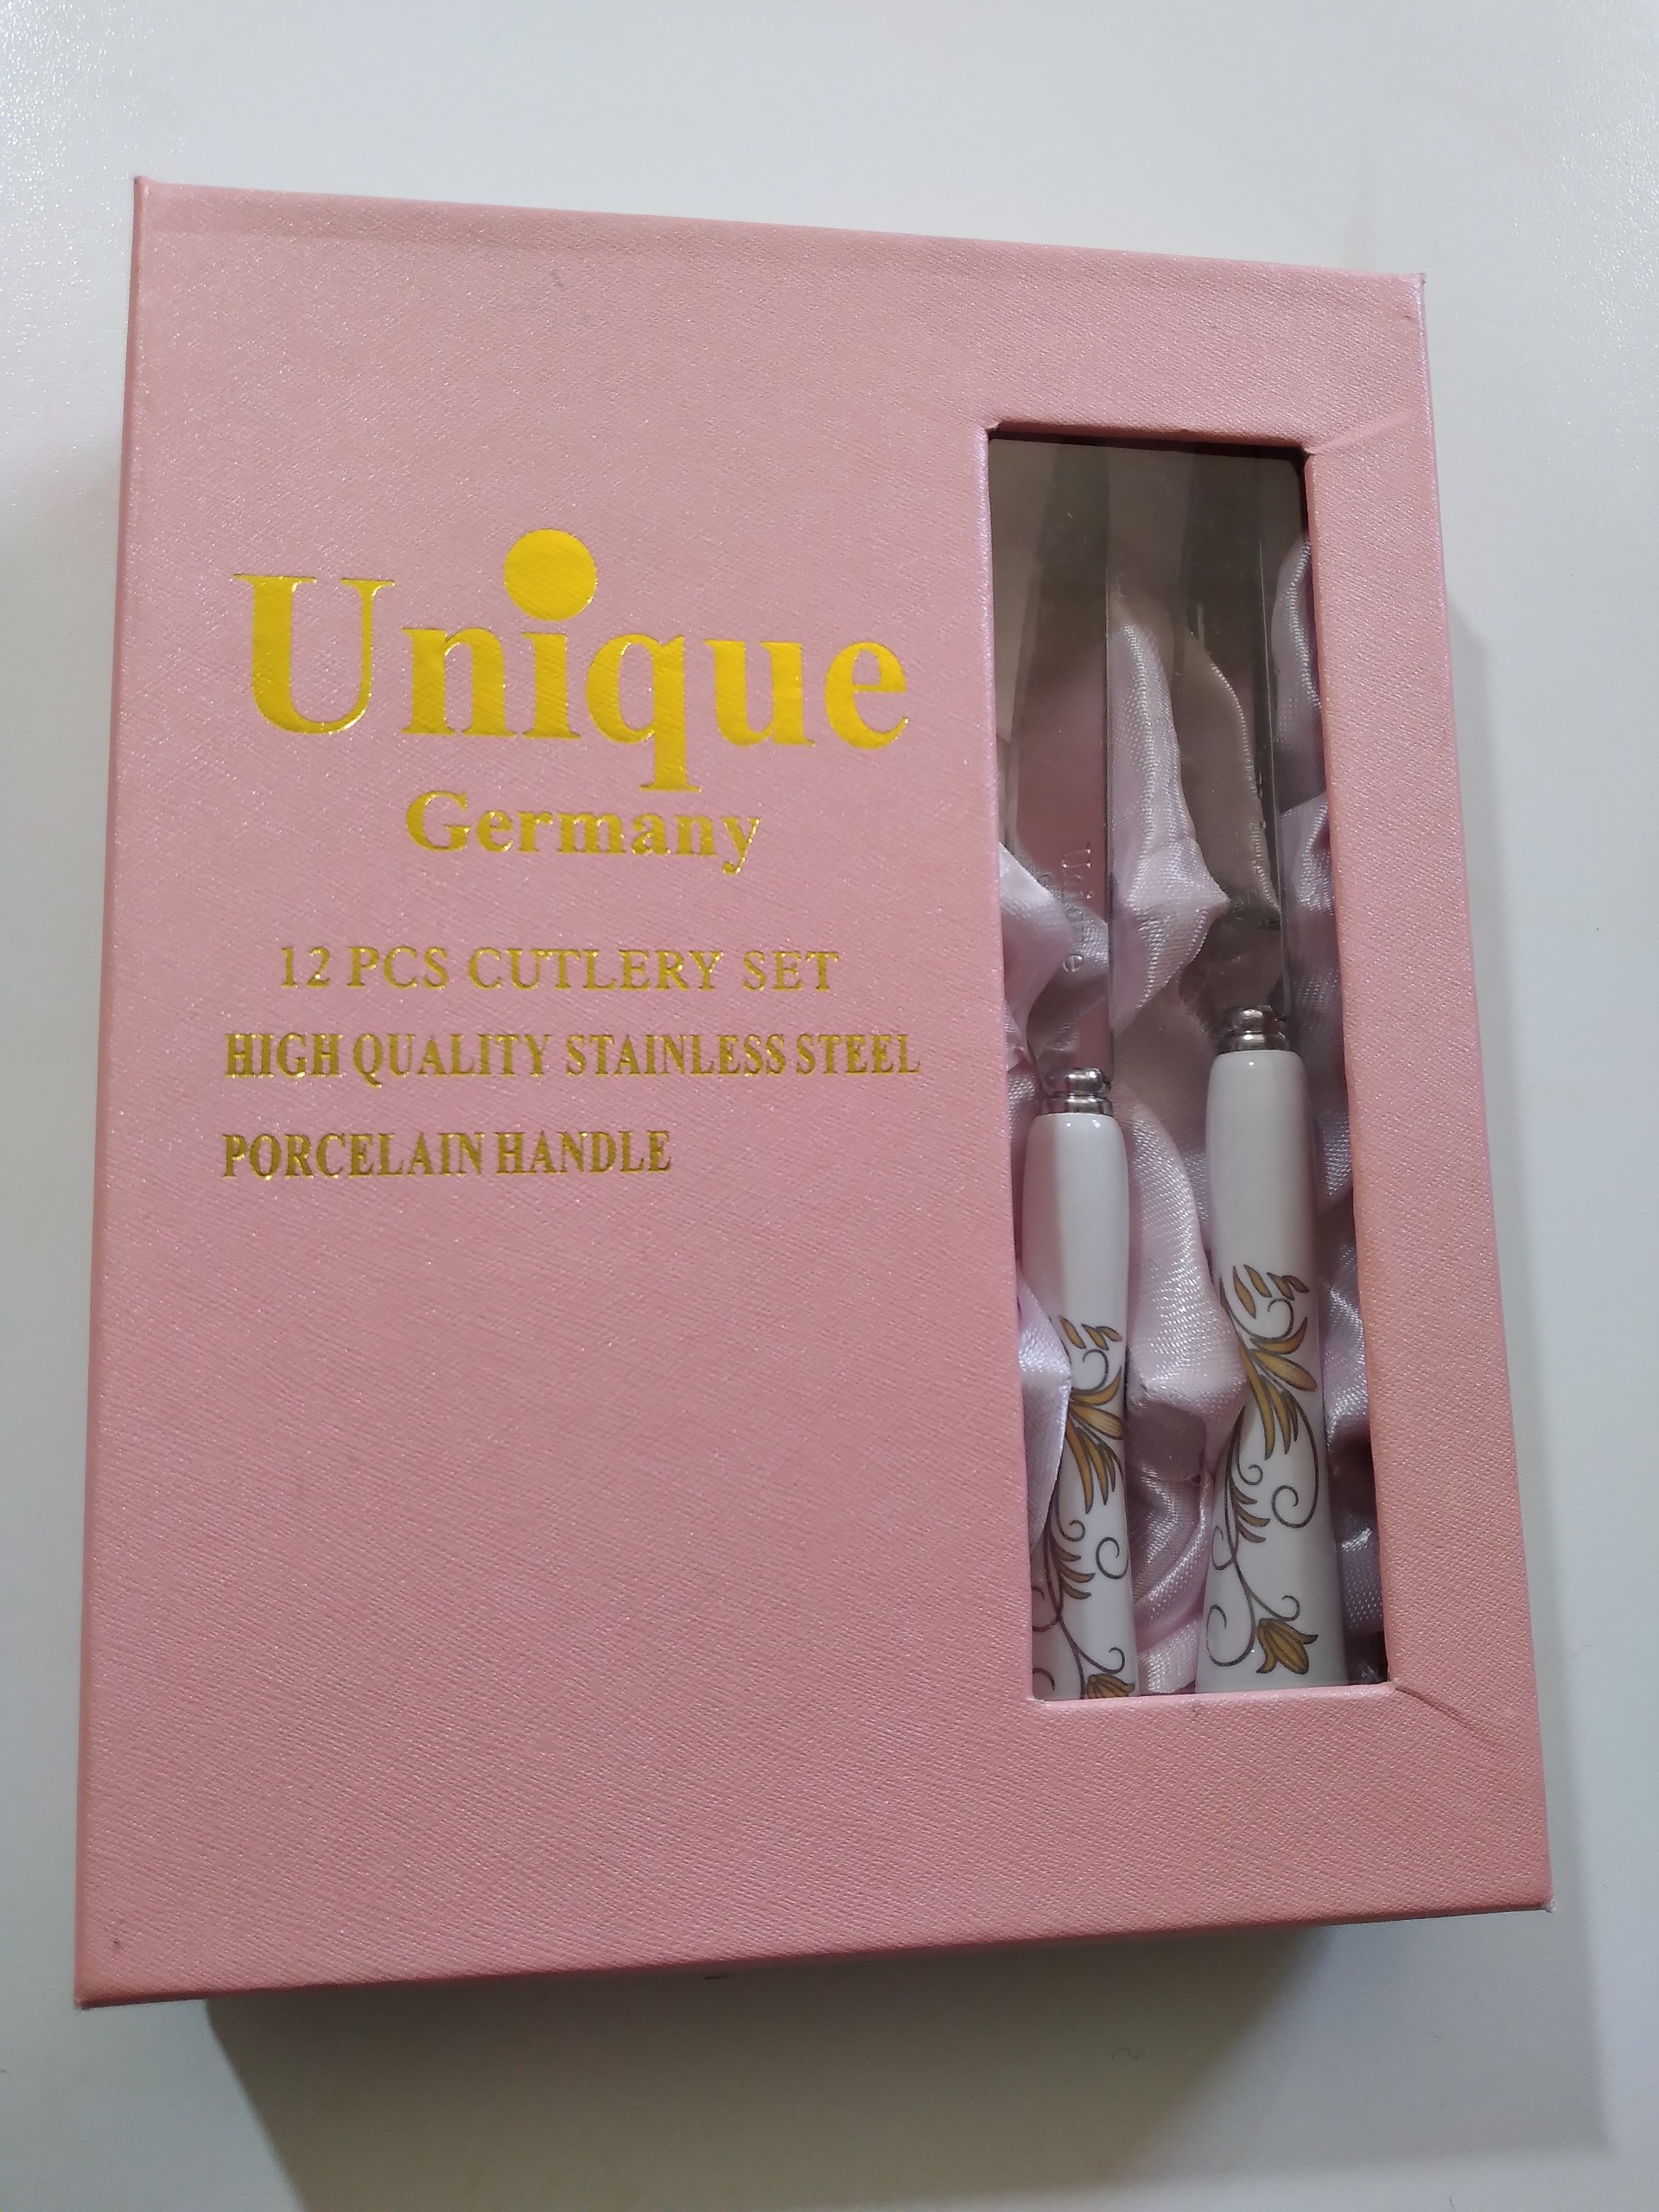 Unique
Germany
12 PCS CUTLERY SET
HIGH QUALITY STAINLESS STEEL
PORCELAIN HANDLE